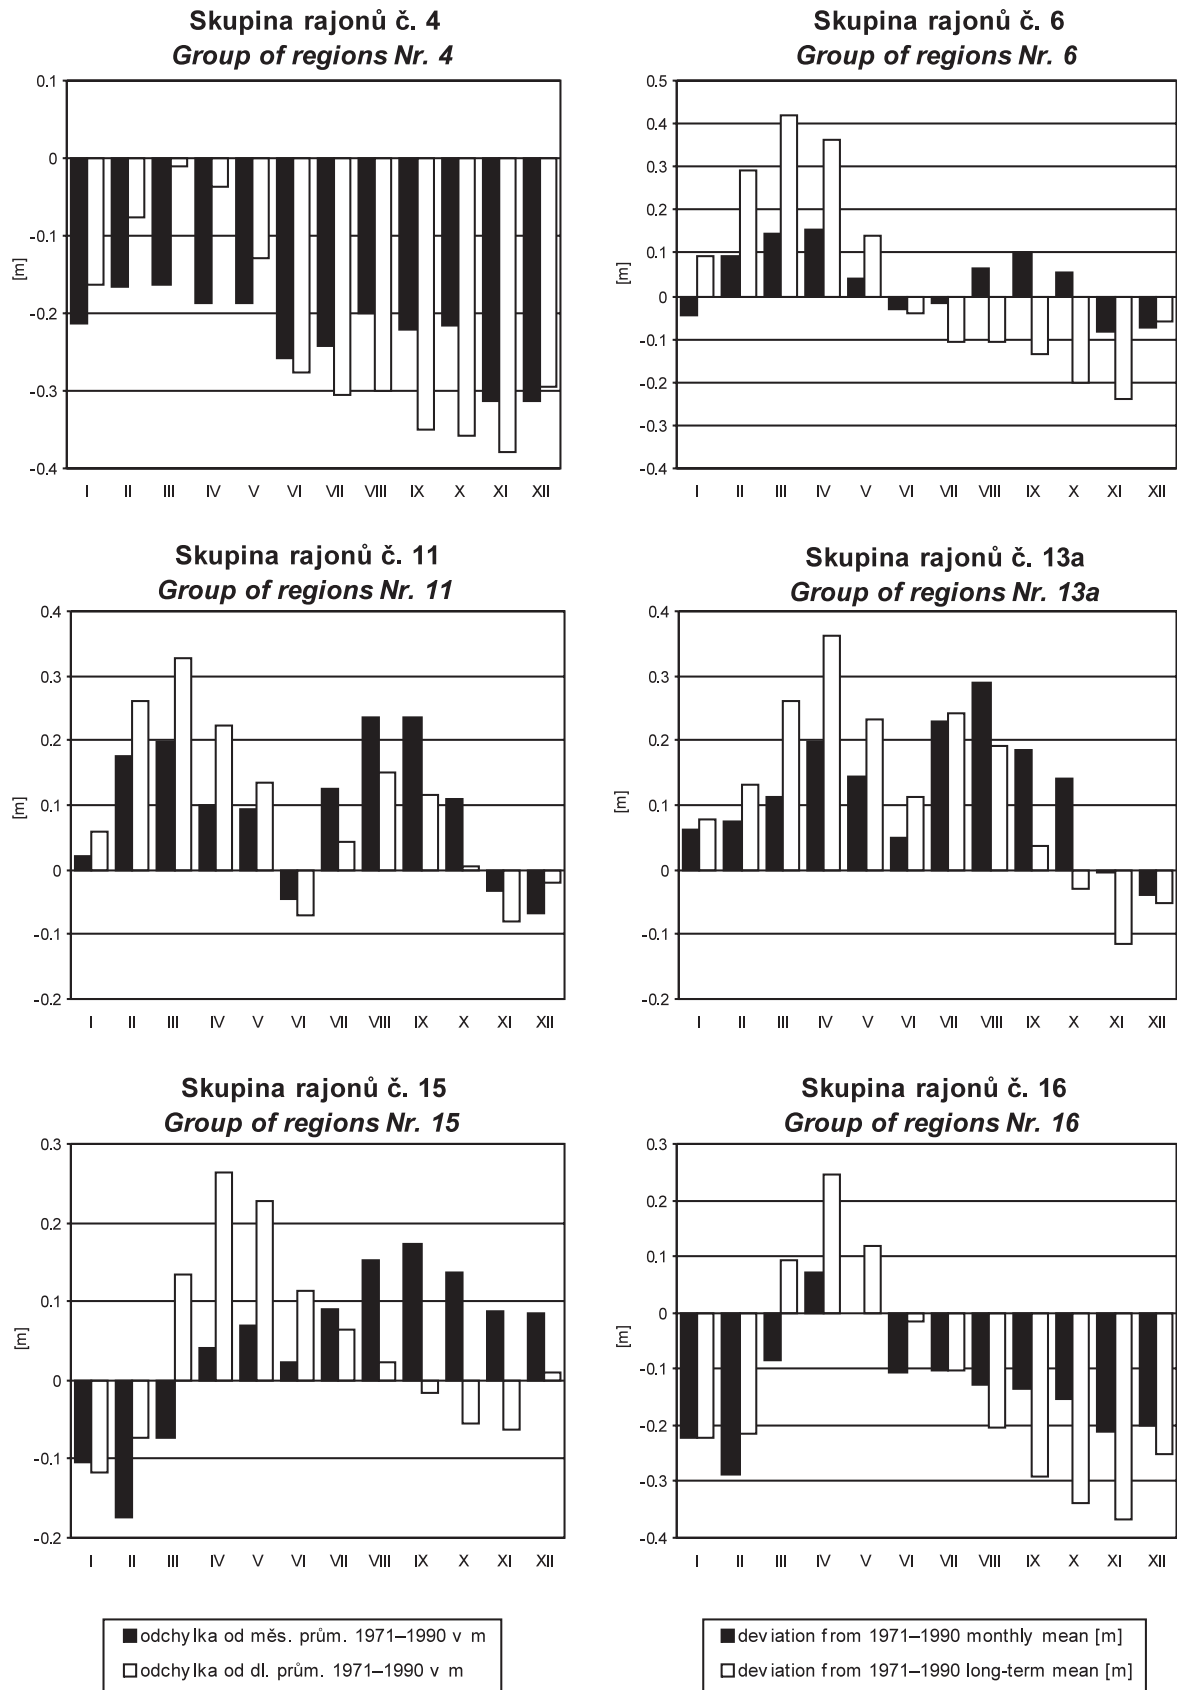 Skupina rajonů č. 4
Group of regions Nr. 4
0.1
0
-0.1
-0.2
-0.3
-0.4
[m]
I II III IV V VI VII VIII IX X XI XII
Skupina rajonů č. 6
Group of regions Nr. 6
0.5
0.4
0.3
0.2
0.1
0
-0.1
-0.2
-0.3
-0.4
[m]
I II III IV V VI VII VIII IX X XI XII
Skupina rajonů č. 11
Group of regions Nr. 11
0.4
0.3
0.2
0.1
0
-0.1
-0.2
[m]
I II III IV V VI VII VIII IX X XI XII
Skupina rajonů č. 13a
Group of regions Nr. 13a
0.4
0.3
0.2
0.1
0
-0.1
-0.2
[m]
I II III IV V VI VII VIII IX X XI XII
Skupina rajonů č. 15
Group of regions Nr. 15
0.3
0.2
0.1
0
-0.1
-0.2
[m]
I II III IV V VI VII VIII IX X XI XII
Skupina rajonů č. 16
Group of regions Nr. 16
0.3
0.2
0.1
0
-0.1
-0.2
-0.3
-0.4
[m]
I II III IV V VI VII VIII IX X XI XII
odchylka od měs. prům. 1971–1990 v m
odchylka od dl. prům. 1971–1990 v m
deviation from 1971–1990 monthly mean [m]
deviation from 1971–1990 long-term mean [m]